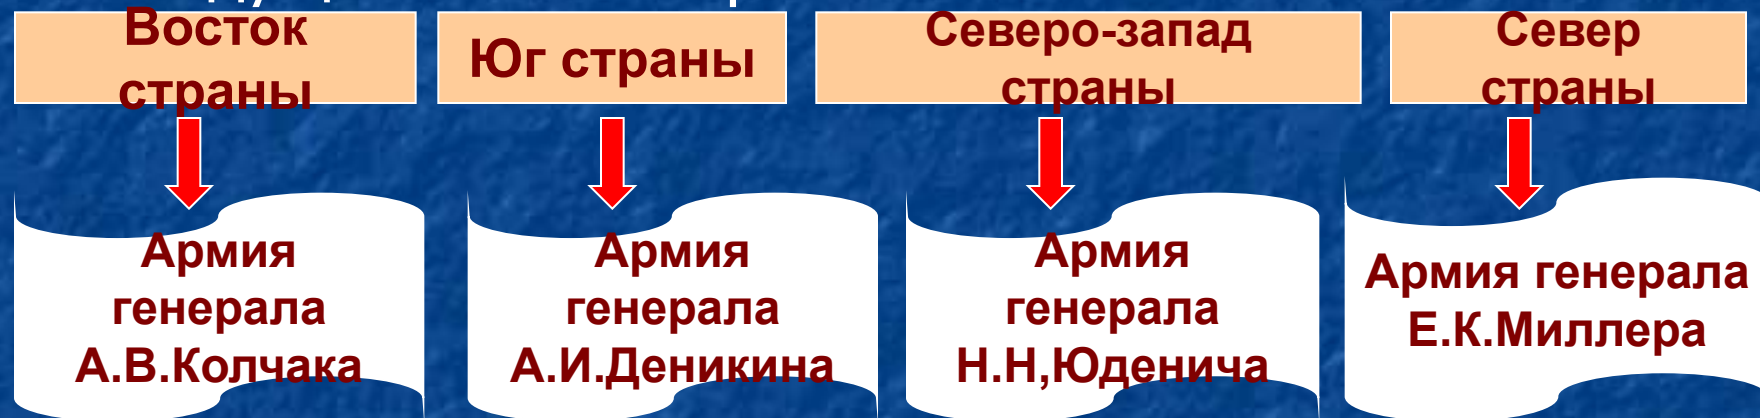 Восток
страны
Юг страны
Северо-запад
страны
Север
страны
Армия
генерала
А.В.Колчака
Армия
генерала
А.И.Деникина
Армия
генерала
Н.Н,Юденича
Армия генерала
Е.К.Миллера